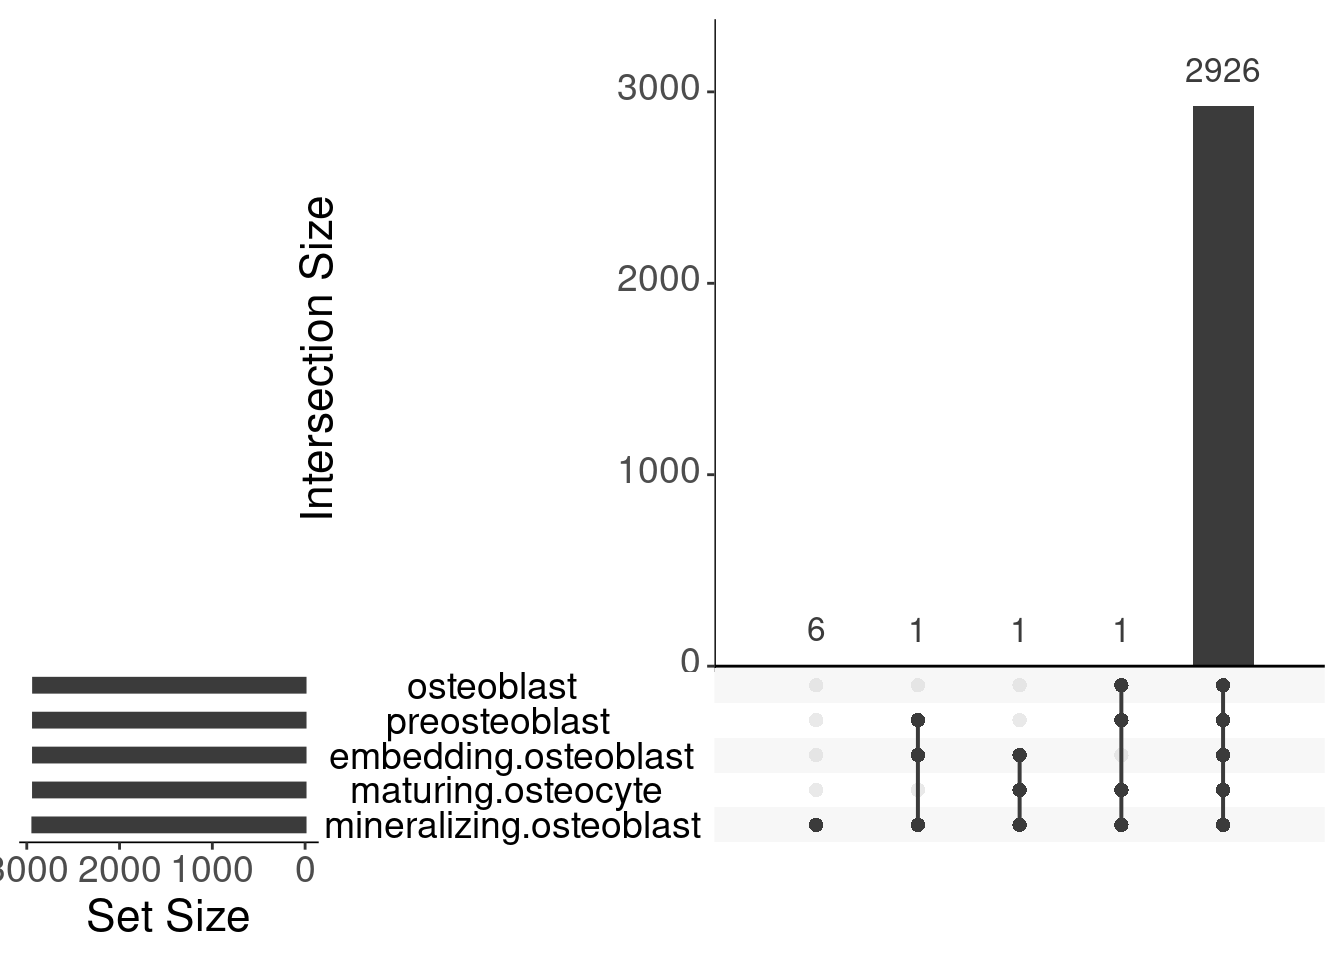 Intersection Size
3000
2000
1000
0
2926
6
1
1
1
osteoblast
preosteoblast
embedding.osteoblast
maturing.osteocyte
mineralizing.osteoblast
3000 2000 1000 0
Set Size